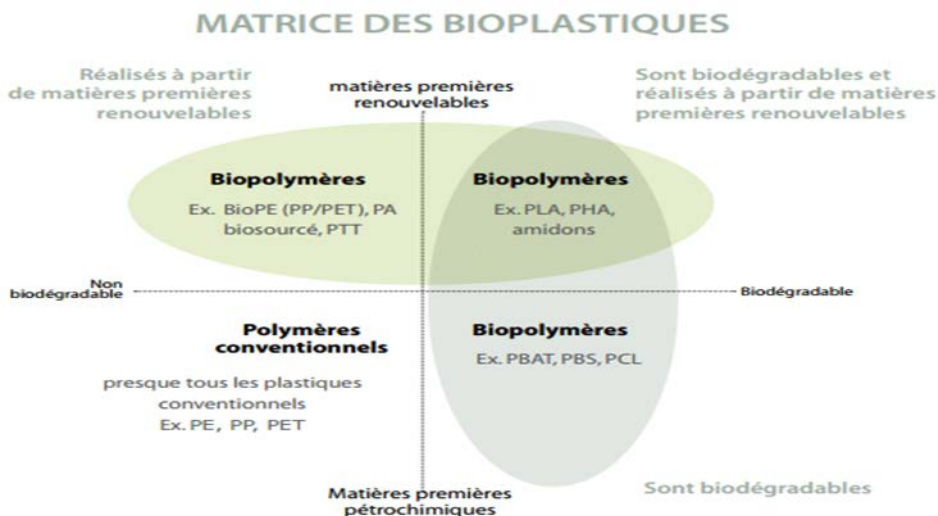 MATRICE DES BIOPLASTIQUES
Réalisés à partir
de matières premières
renouvelables
matières premières
renouvelables
Sont biodégradables et
réalisés à partir de matières
premières renouvelables
Biopolymères
Ex. BioPE (PP/PET), PA
biosourcé, PTT
Biopolymères
Ex. PLA, PHA,
amidons
Non
biodégradable
Biodégradable
Polymères
conventionnels
presque tous les plastiques
conventionnels
Ex. PE, PP, PET
Biopolymères
Ex. PBAT, PBS, PCL
Matières premières
pétrochimiques
Sont biodégradables